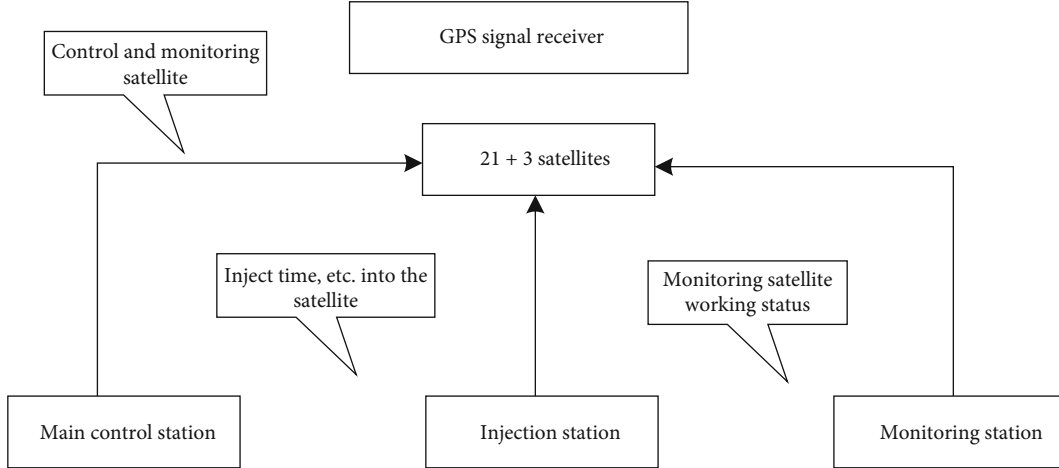 GPS signal receiver
Control and monitoring
satellite
21 + 3 satellites
Inject time, etc. into the
satellite
Monitoring satellite
working status
Main control station
Injection station
Monitoring station